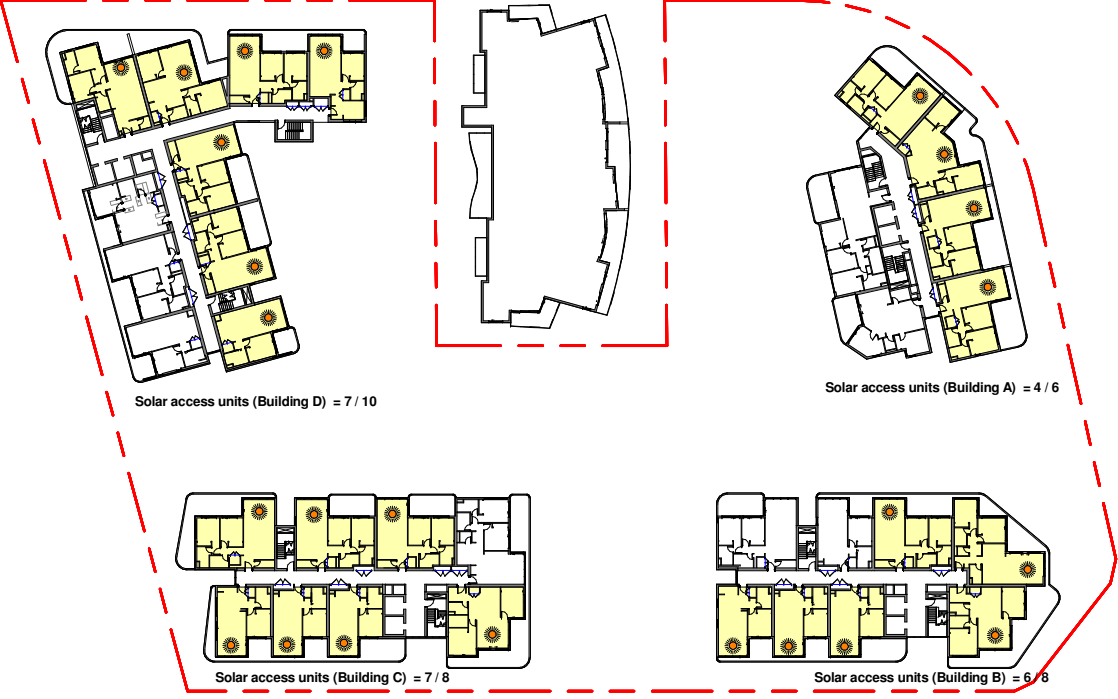 Solar access units (Building A) = 4 / 6
Solar access units (Building D) = 7 / 10
Solar access units (Building C) = 7 / 8
Solar access units (Building B) = 6 / 8